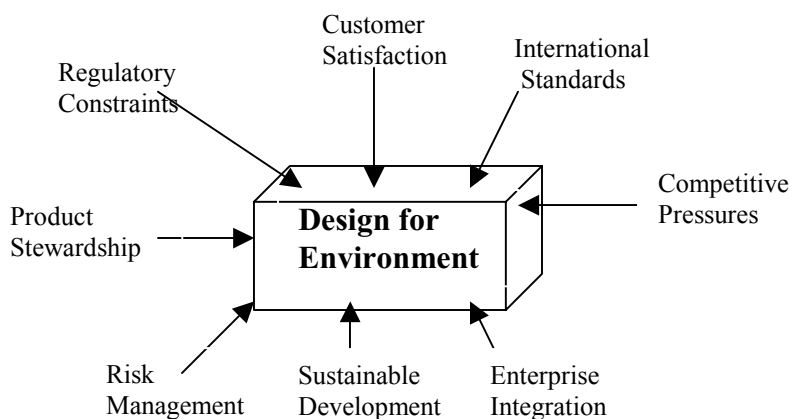 Customer
Satisfaction
International
Standards
Regulatory
Constraints
Competitive
Pressures
Product
Stewardship
Design for
Environment
Risk
Management
Sustainable
Development
Enterprise
Integration